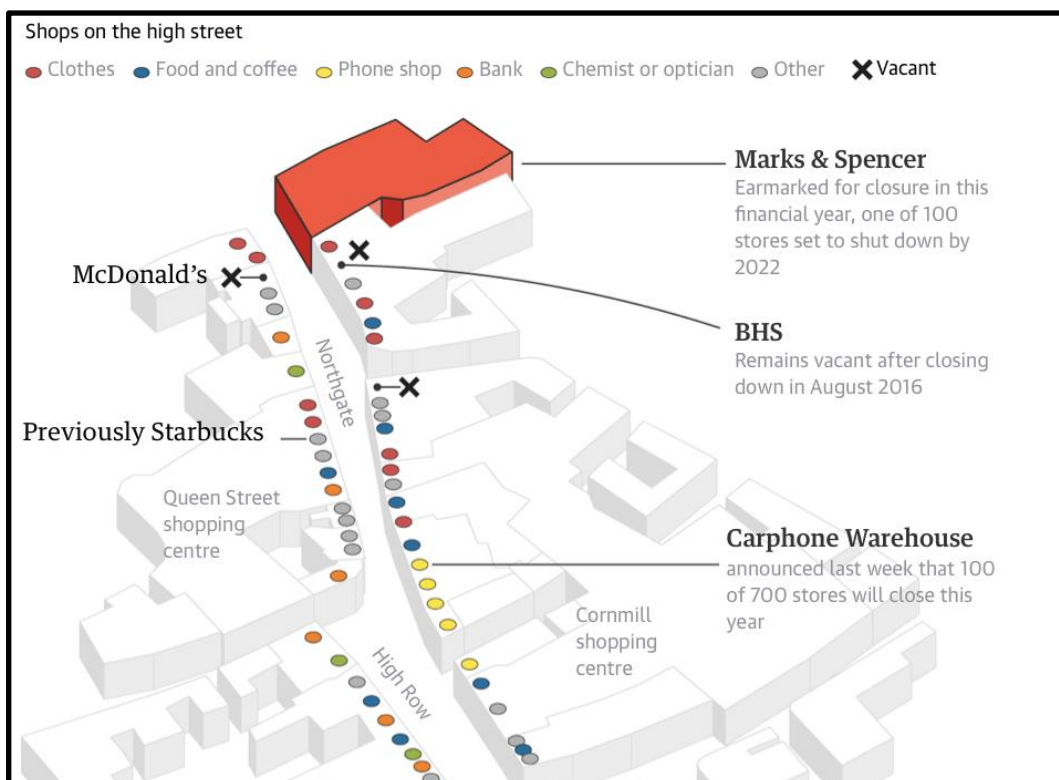 Shops on the high street
Clothes Food and coffee Phone shop Bank Chemist or optician Other Vacant
Marks & Spencer
Earmarked for closure in this
financial year, one of 100
stores set to shut down by
2022
McDonald's
BHS
Remains vacant after closing
down in August 2016
Northgate
Previously Starbucks
Queen Street
shopping
centre
Carphone Warehouse
announced last week that 100
of 700 stores will close this
year
Cornmill
shopping
centre
High Row